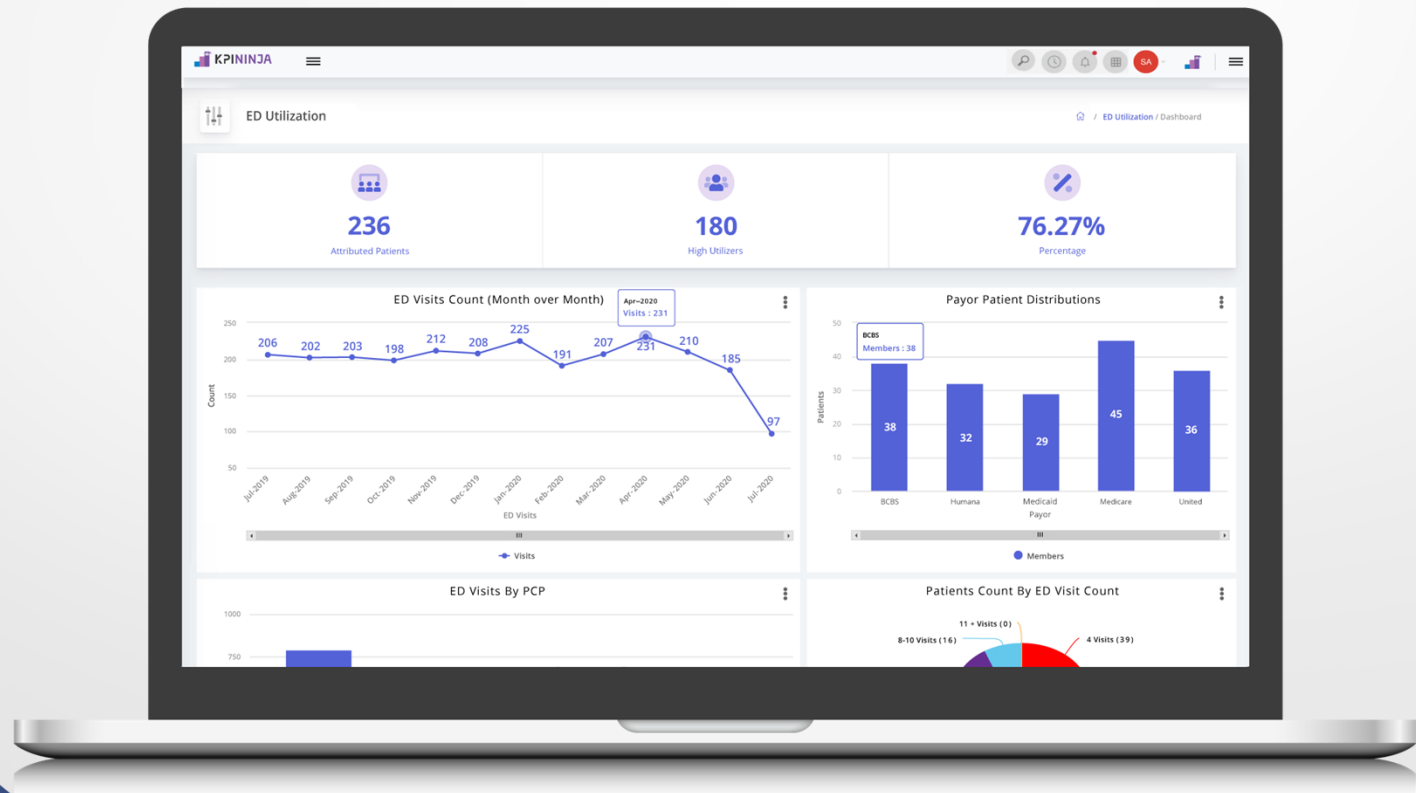 KPININJA
SA
ED Utilization
/ ED Utilization / Dashboard
236
Attributed Patients
180
High Utilizers
76.27%
Percentage
ED Visits Count (Month over Month)
Apr-2020
Visits : 231
250
200
150
100
50
Count
206
202
203
198
212
208
225
191
207
231
210
185
97
Jul-2019
Aug-2019
Sep-2019
Oct-2019
Nov-2019
Dec-2019
Jan-2020
Feb-2020
Mar-2020
Apr-2020
May-2020
Jun-2020
Jul-2020
ED Visits
Visits
Payor Patient Distributions
BCBS
Members : 38
50
40
30
20
10
0
Patients
38
32
29
45
36
BCBS
Humana
Medicaid
Medicare
United
Payor
Members
ED Visits By PCP
1000
750
Patients Count By ED Visit Count
11 + Visits (0)
8-10 Visits (16)
4 Visits (39)